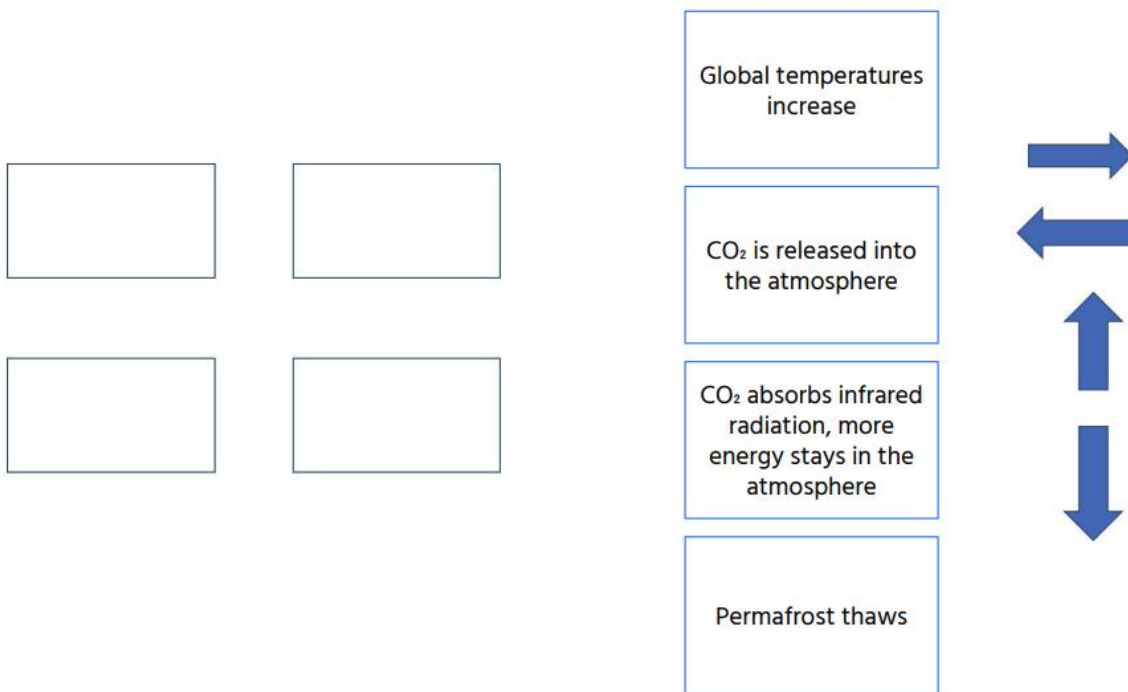 Global temperatures
increase
CO₂ is released into
the atmosphere
CO₂ absorbs infrared
radiation, more
energy stays in the
atmosphere
Permafrost thaws